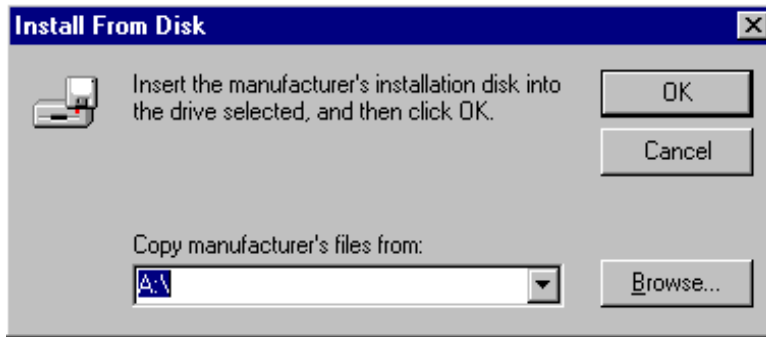 Install From Disk
Insert the manufacturer's installation disk into
the drive selected, and then click OK.
OK
Cancel
Copy manufacturer's files from:
A:\
Browse...